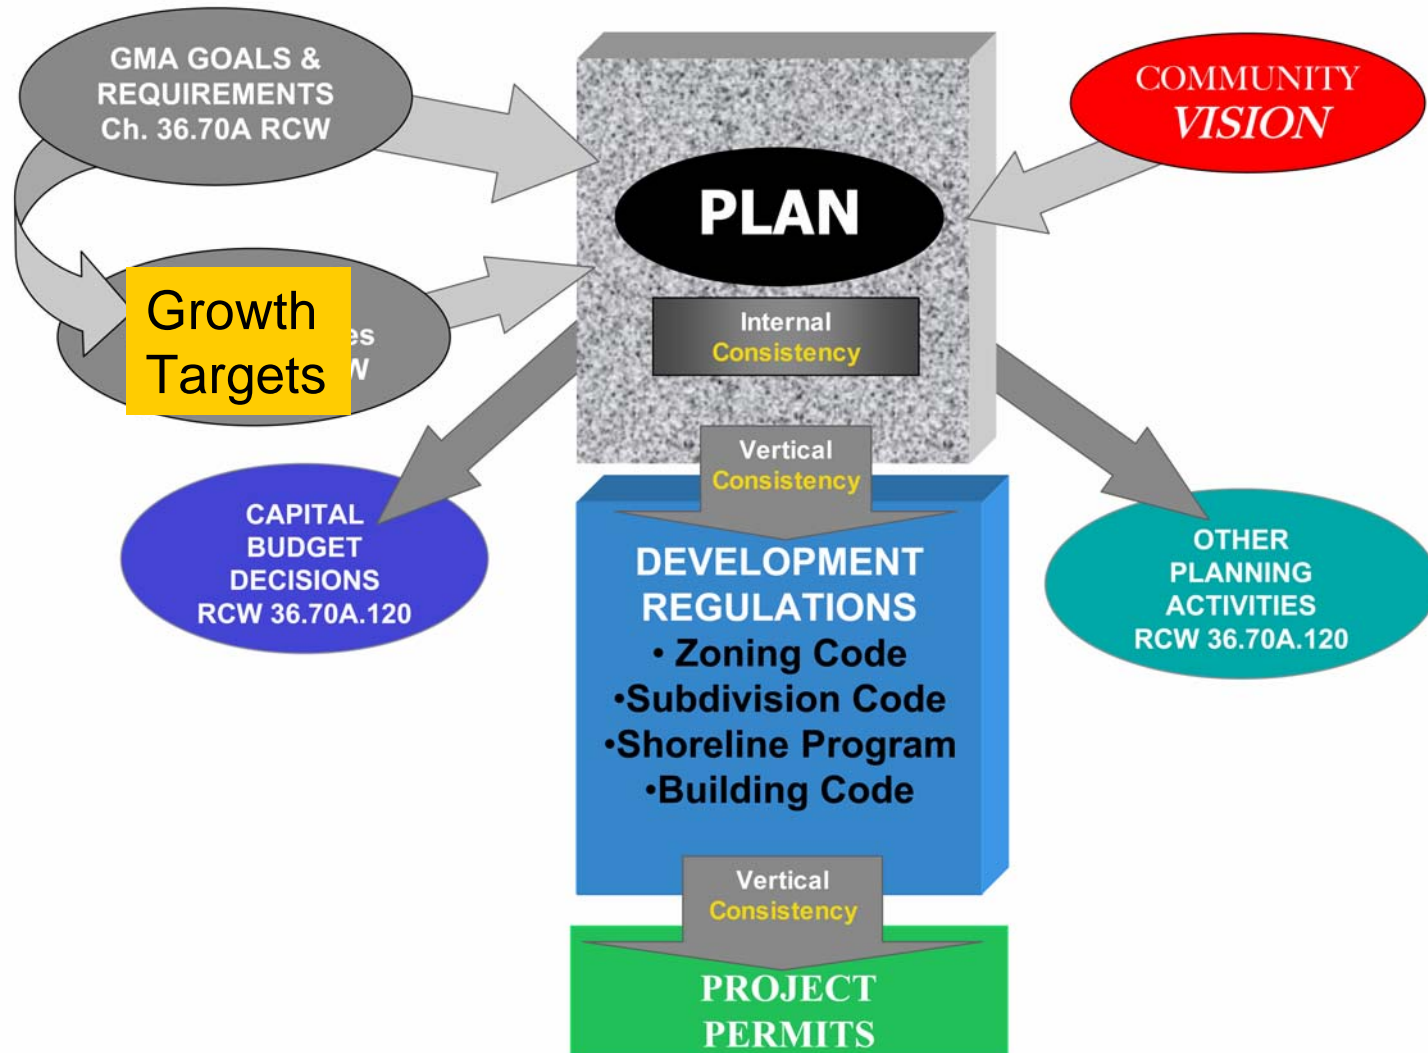 GMA GOALS &
REQUIREMENTS
Ch. 36.70A RCW
COMMUNITY
VISION
PLAN
Internal
Consistency
Growth
Targets
Vertical
Consistency
CAPITAL
BUDGET
DECISIONS
RCW 36.70A.120
OTHER
PLANNING
ACTIVITIES
RCW 36.70A.120
DEVELOPMENT
REGULATIONS
• Zoning Code
•Subdivision Code
•Shoreline Program
•Building Code
Vertical
Consistency
PROJECT
PERMITS